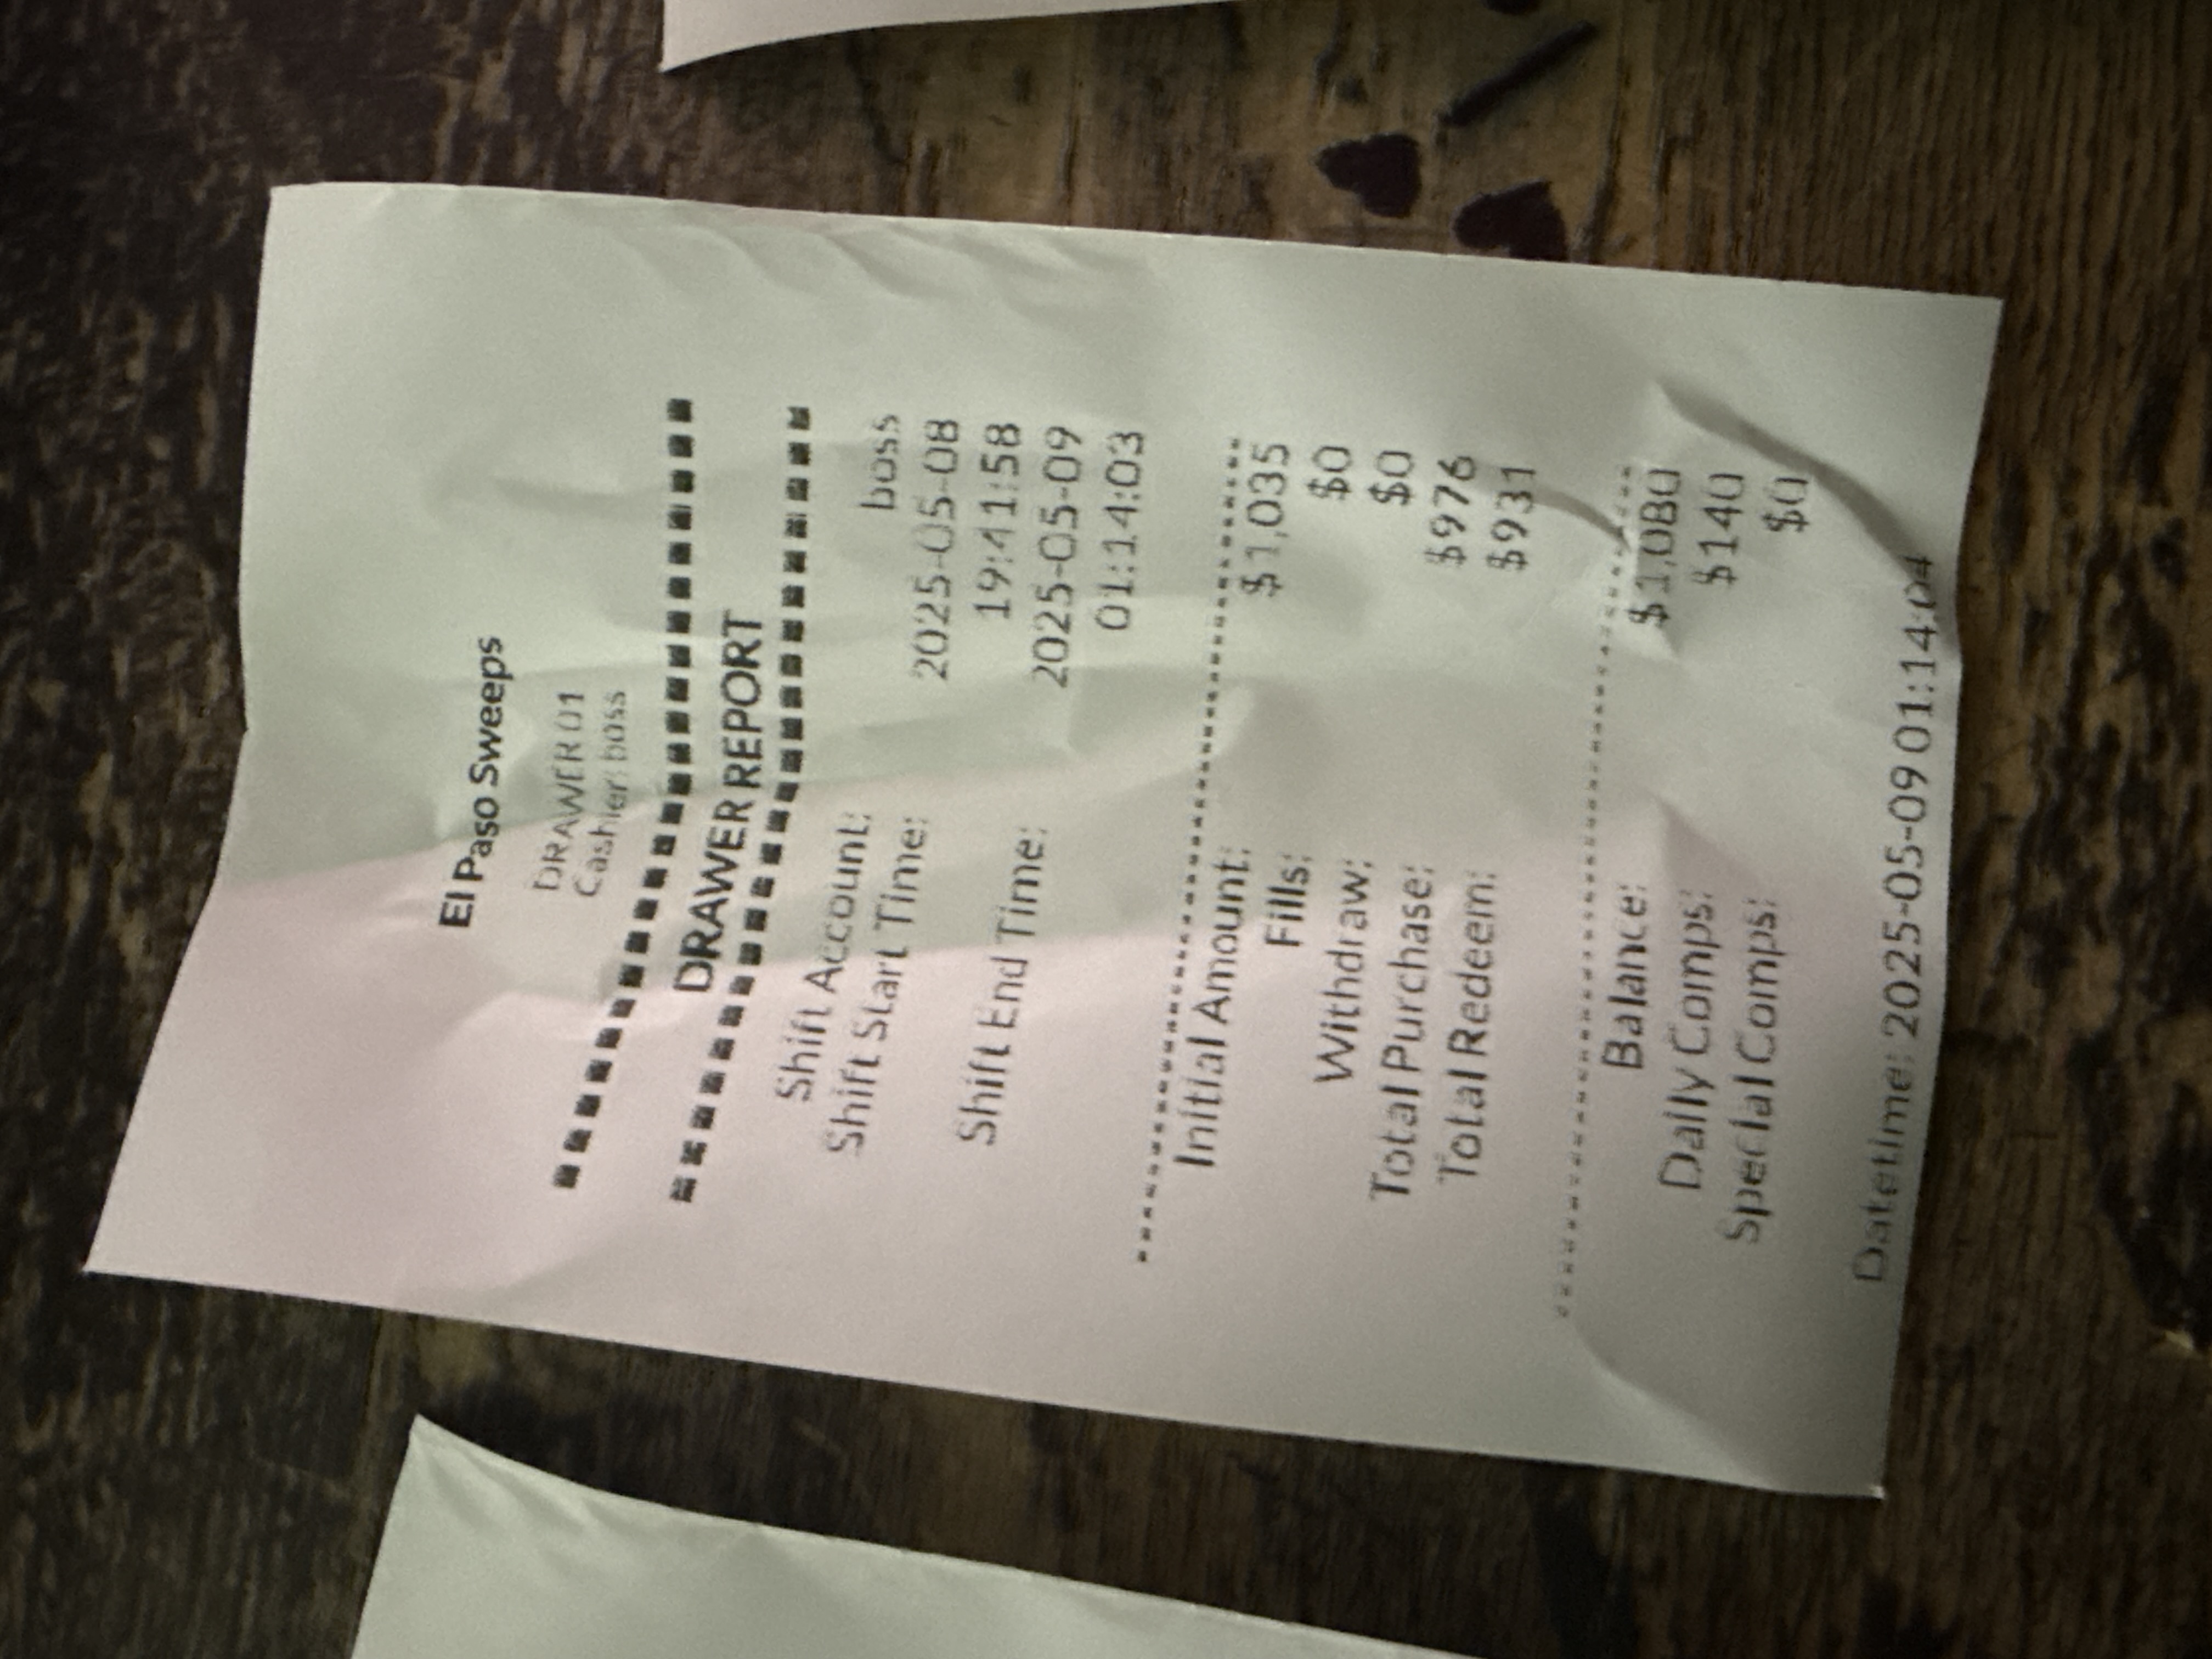 El Paso Sweeps
DRAWER 01
Cashier: boss
DRAWER REPORT
Shift Account: boss
Shift Start Time: 2025-05-08
19:41:58
Shift End Time: 2025-05-09
01:14:03
Initial Amount: $1,035
Fills: $0
Withdraw: $0
Total Purchase: $976
Total Redeem: $931
Balance: $1,080
Daily Comps: $140
Special Comps: $0
Datetime: 2025-05-09 01:14:04